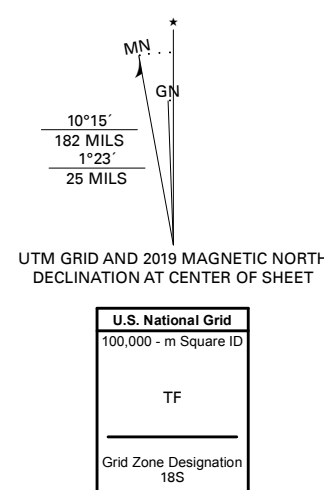 ★
MN
GN
10°15´
182 MILS
1°23´
25 MILS
UTM GRID AND 2019 MAGNETIC NORTH
DECLINATION AT CENTER OF SHEET
U.S. National Grid
100,000 - m Square ID
TF
Grid Zone Designation
18S